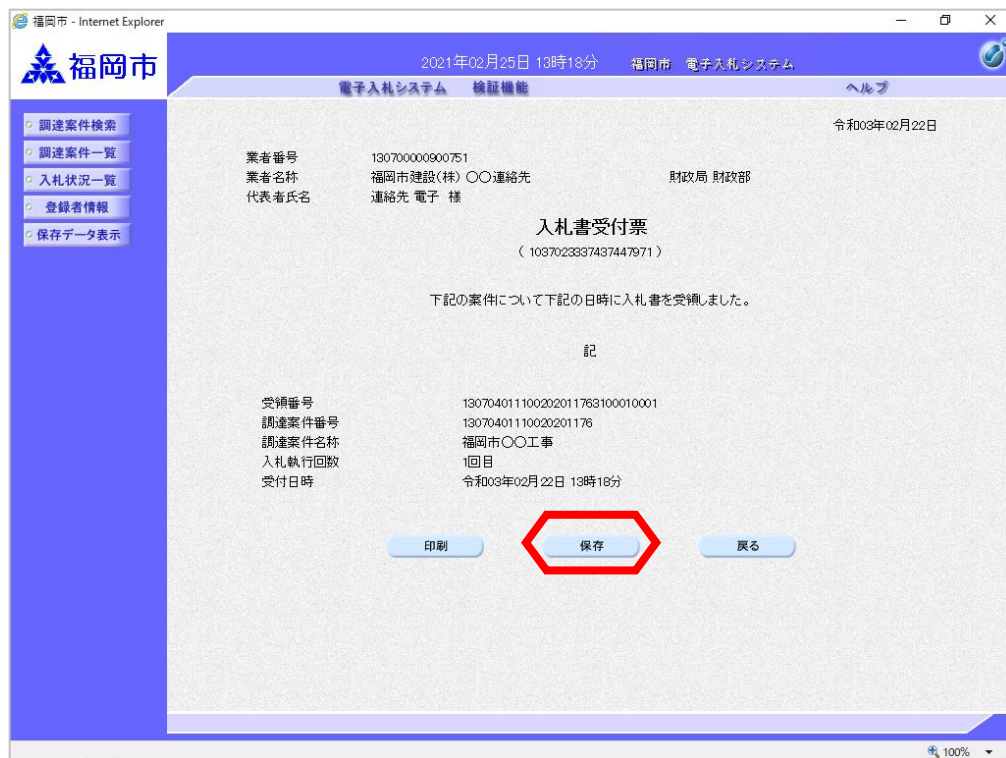 福岡市 - Internet Explorer
福岡市
2021年02月25日 13時18分 福岡市 電子入札システム
電子入札システム 検証機能 ヘルプ
調達案件検索
調達案件一覧
入札状況一覧
登録者情報
保存データ表示
令和03年02月22日
業者番号 130700000900751
業者名称 福岡市建設(株) 〇〇連絡先 財政局 財政部
代表者氏名 連絡先 電子 様
入札書受付票
( 1037023337437447971 )
下記の案件について下記の日時に入札書を受領しました。
記
受領番号 130704011100202011763100010001
調達案件番号 13070401110020201176
調達案件名称 福岡市〇〇工事
入札執行回数 1回目
受付日時 令和03年02月22日 13時18分
印刷 保存 戻る
100%